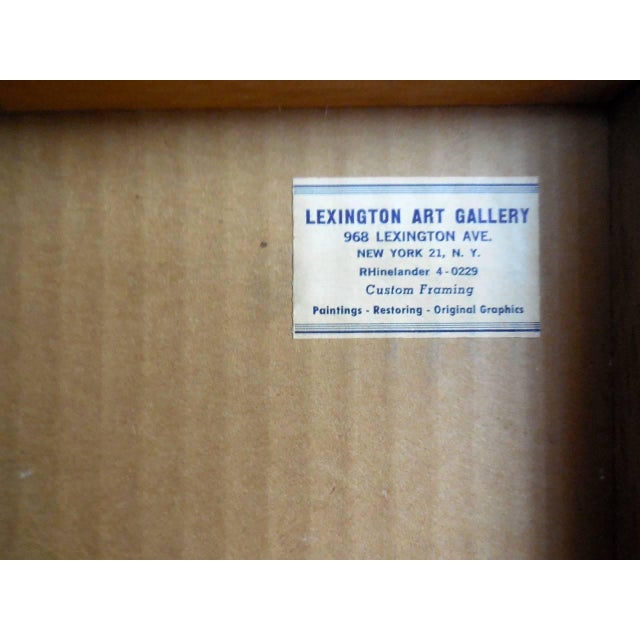 LEXINGTON ART GALLERY
968 LEXINGTON AVE.
NEW YORK 21, N. Y.
RHinelander 4-0229
Custom Framing
Paintings - Restoring - Original Graphics